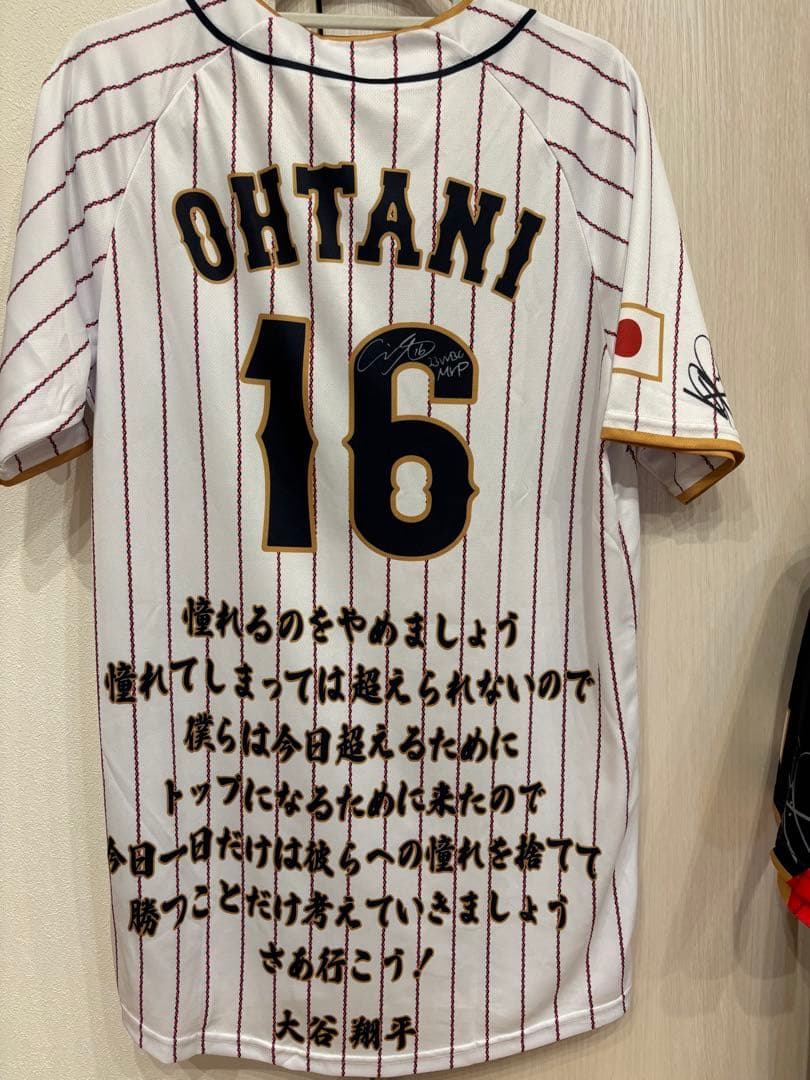 OHTANI
16
16
23WBC
MVP
憧れるのをやめましょう
憧れてしまっては超えられないので
僕らは今日超えるために
トップになるために来たので
今日一日だけは彼らへの憧れを捨てて
勝つことだけ考えていきましょう
さあ行こう!
大谷 翔平